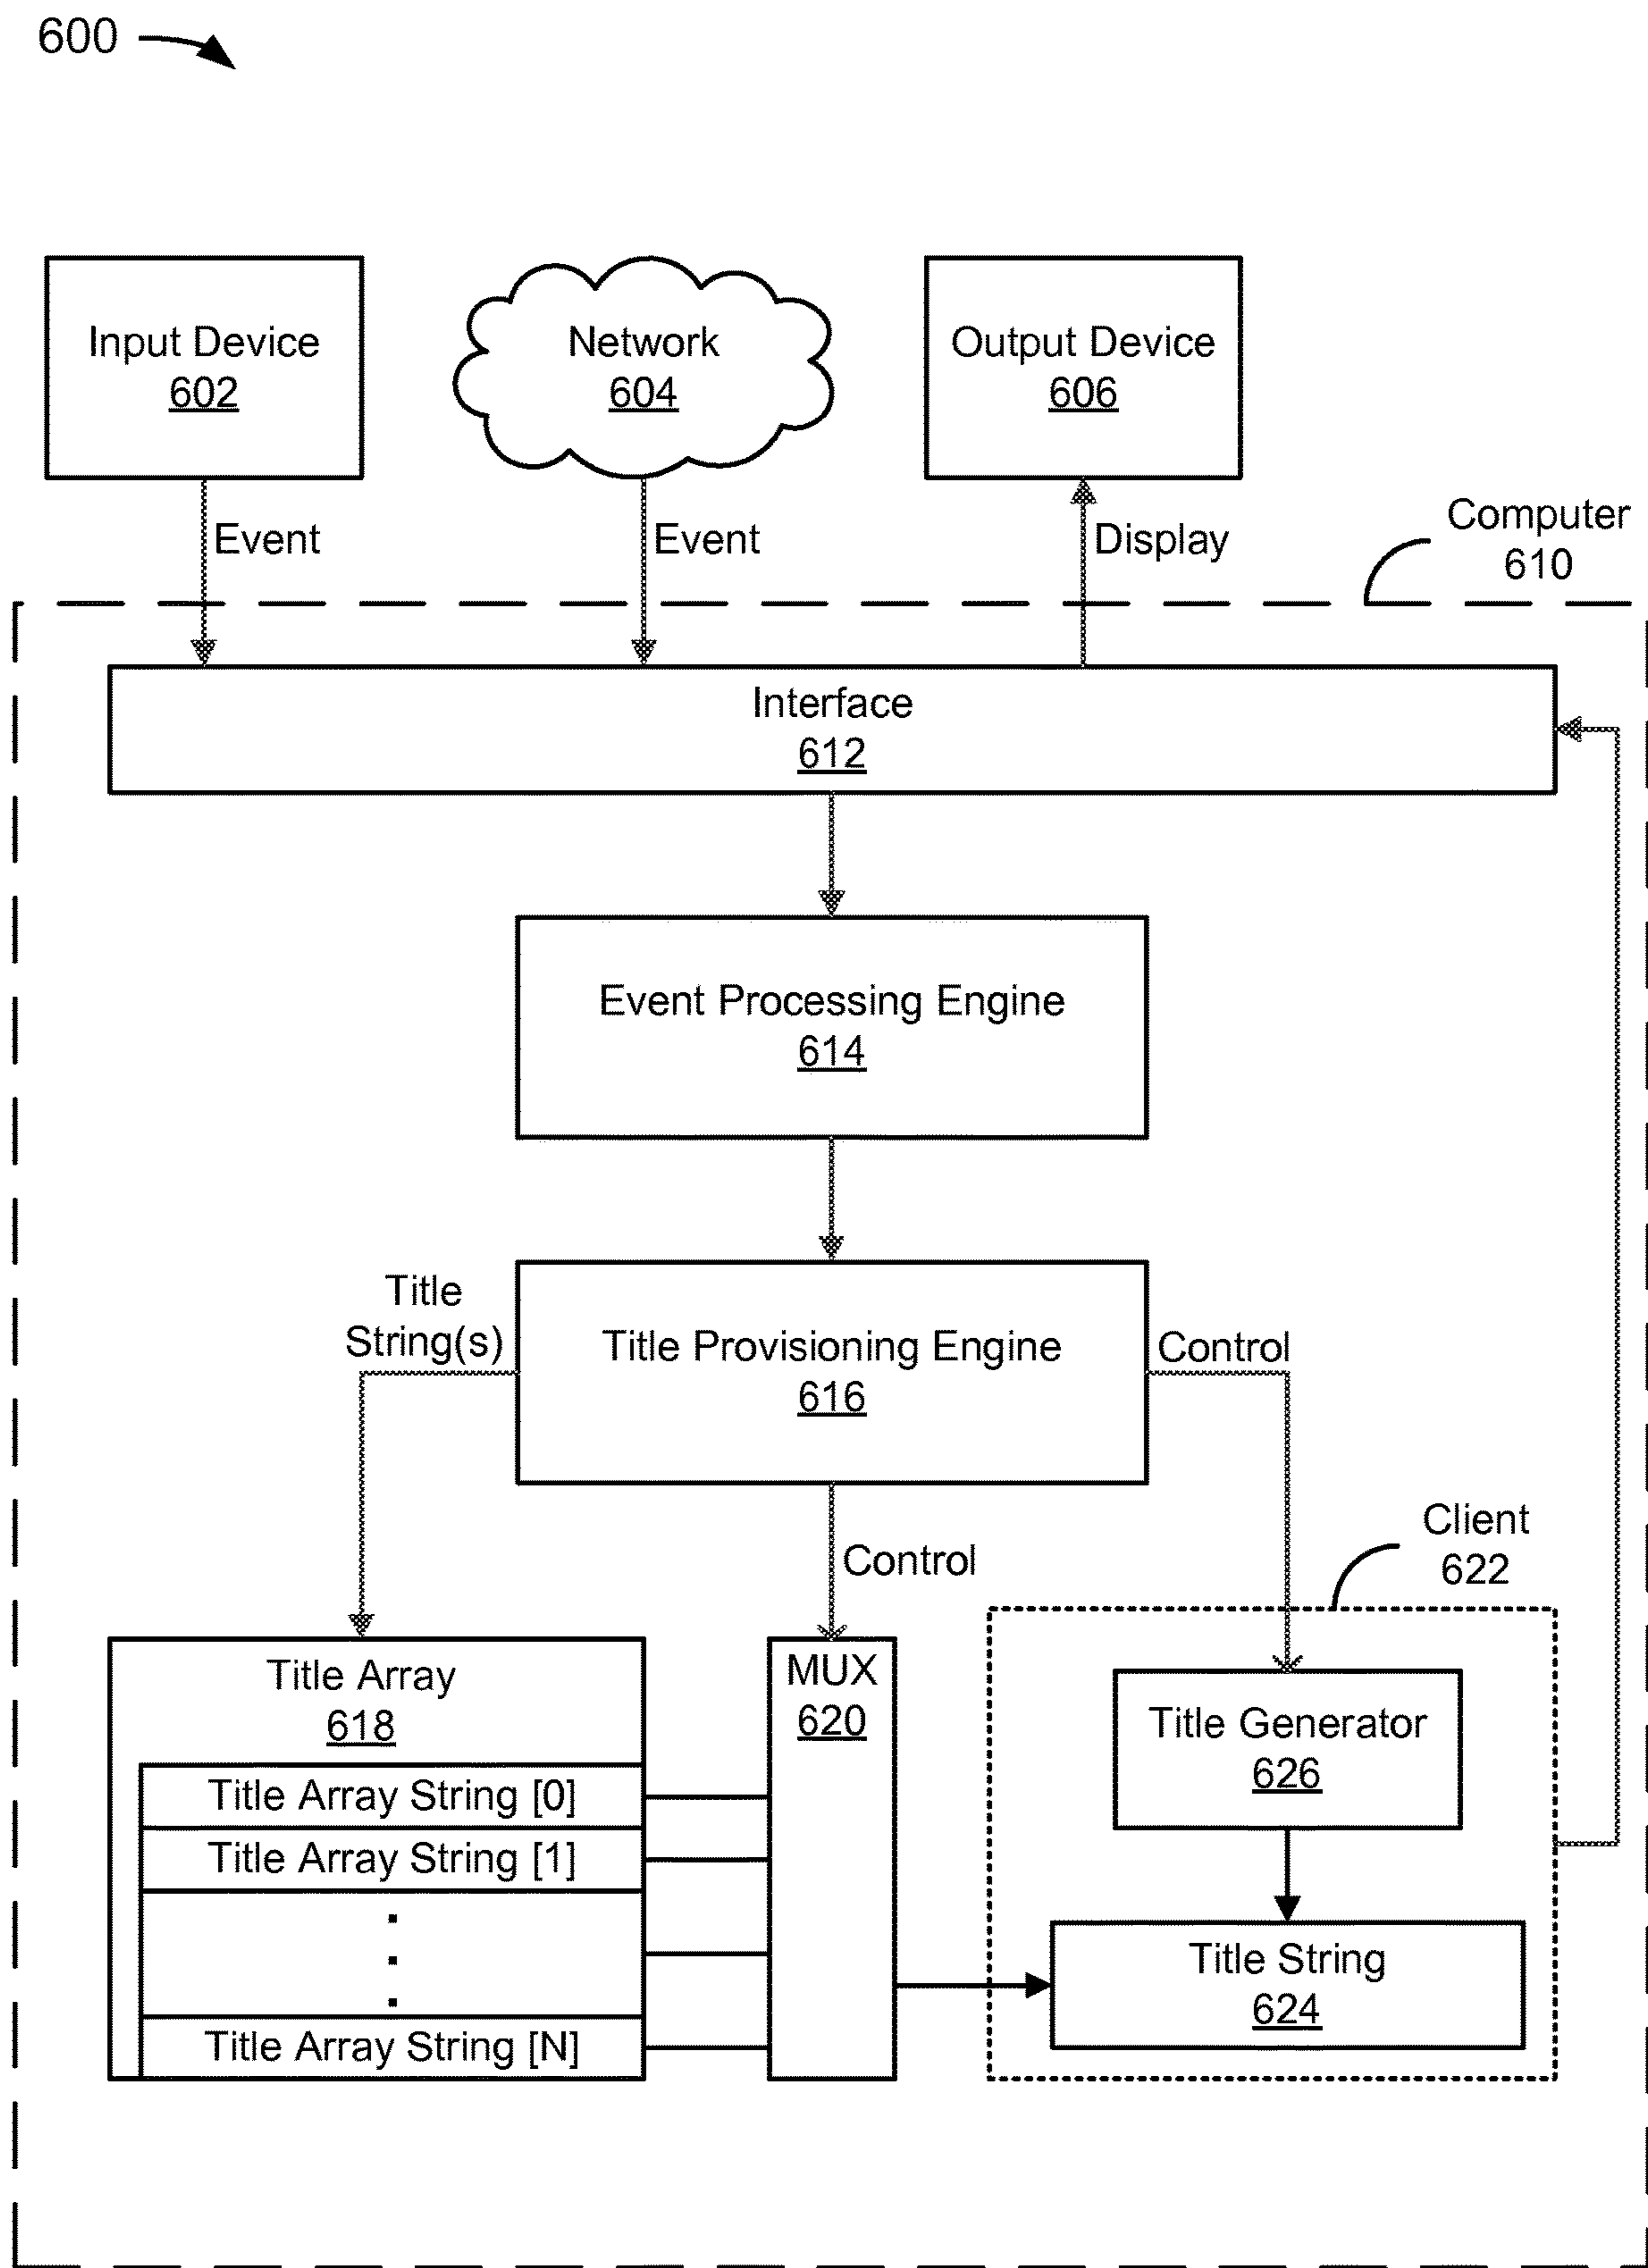 600
Input Device
602
Network
604
Output Device
606
Event
Event
Display
Computer
610
Interface
612
Event Processing Engine
614
Title
String(s)
Title Provisioning Engine
616
Control
Control
Client
622
Title Array
618
Title Array String [0]
Title Array String [1]
Title Array String [N]
MUX
620
Title Generator
626
Title String
624